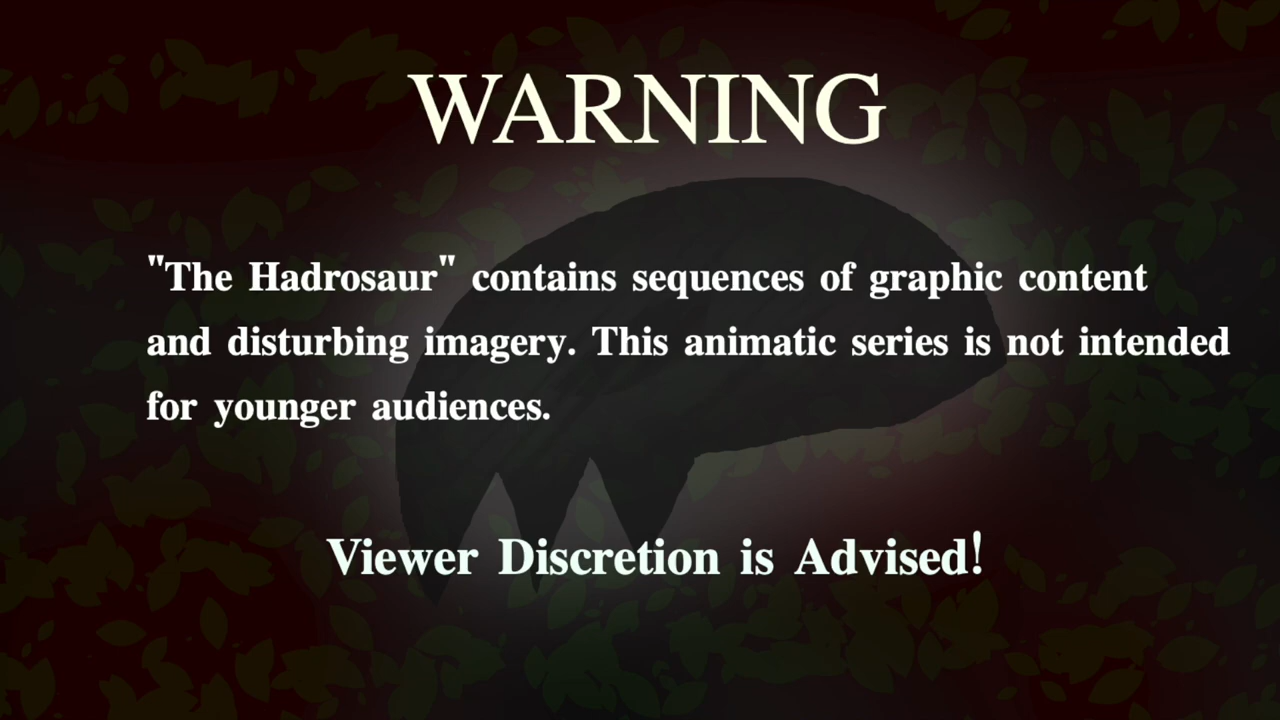 WARNING
"The Hadrosaur" contains sequences of graphic content
and disturbing imagery. This animatic series is not intended
for younger audiences.
Viewer Discretion is Advised!